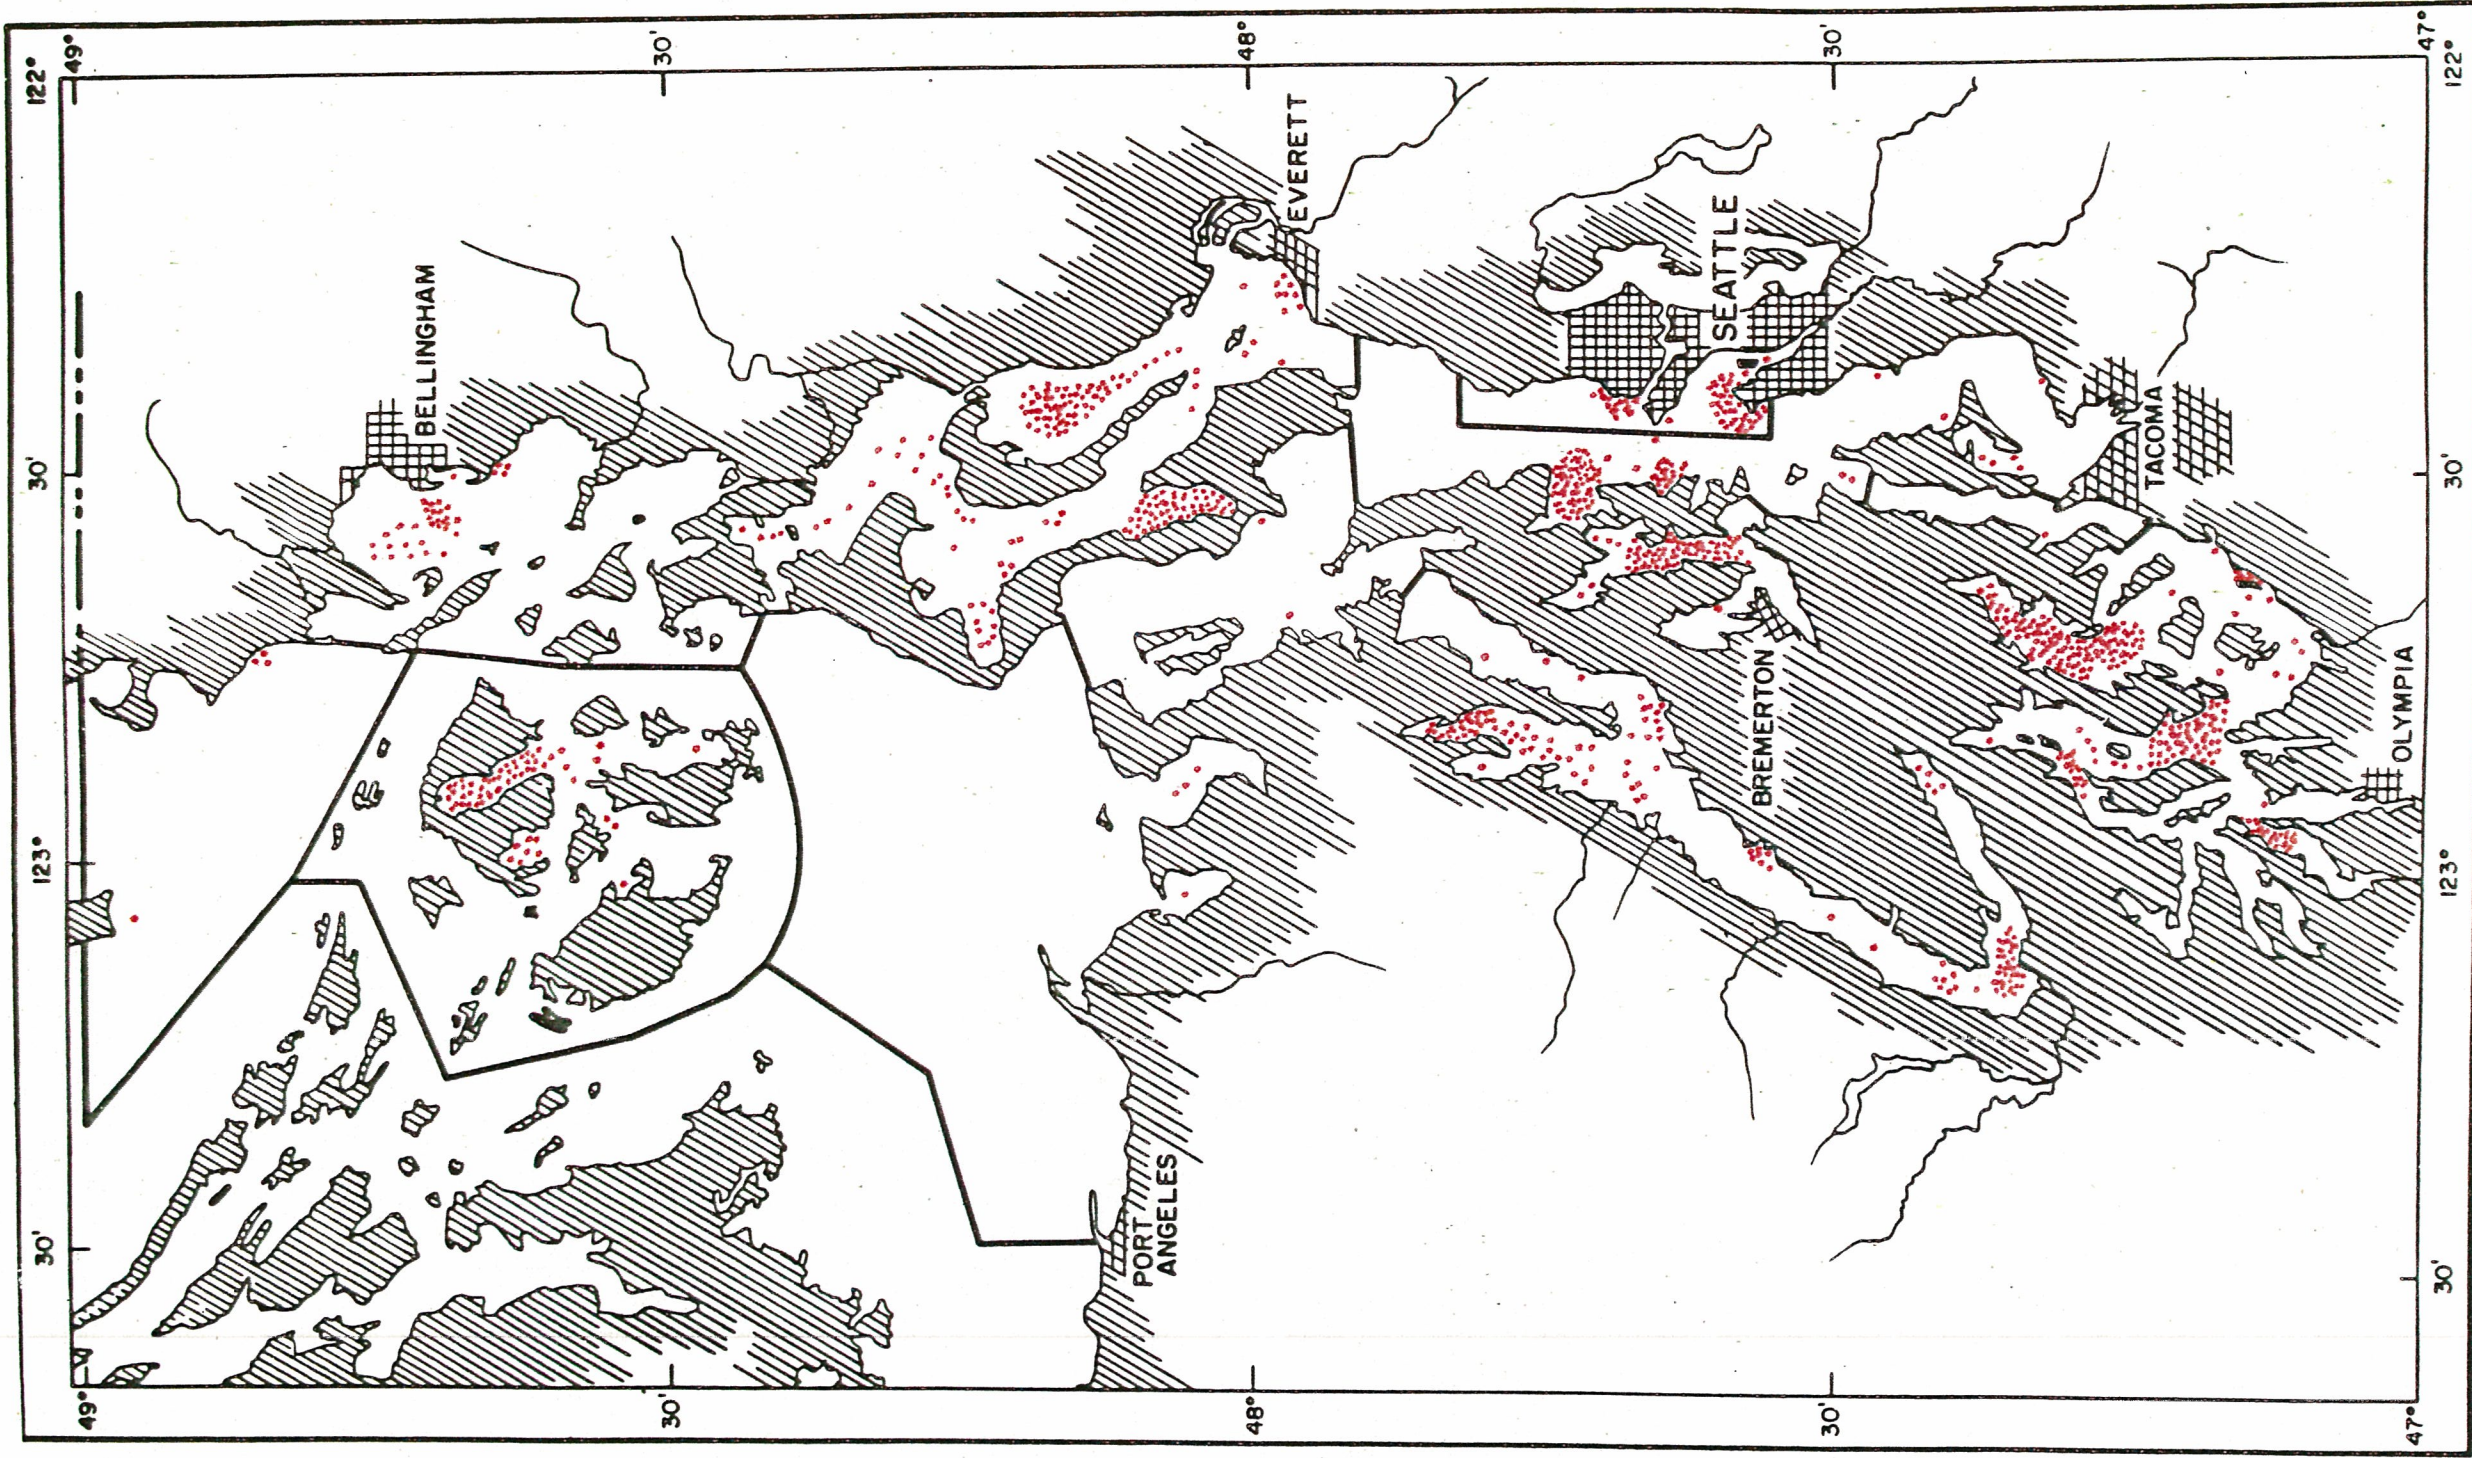 122°
49°
30'
48°
30'
47°
122°
BELLINGHAM
EVERETT
SEATTLE
30'
TACOMA
30'
BREMERTON
OLYMPIA
123°
123°
PORT
ANGELES
30'
30'
49°
30'
48°
30'
47°